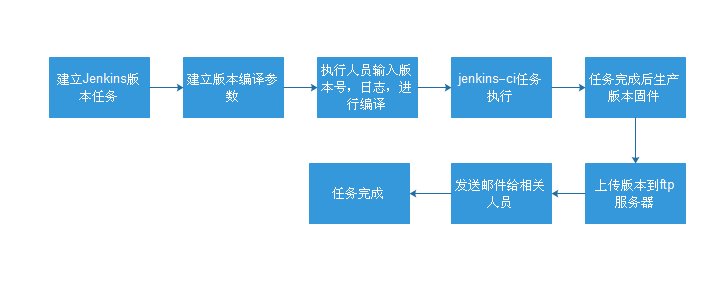 建立Jenkins版
本任务
建立版本编译参
数
执行人员输入版
本号，日志，进
行编译
jenkins-ci任务
执行
任务完成后生产
版本固件
任务完成
发送邮件给相关
人员
上传版本到ftp
服务器